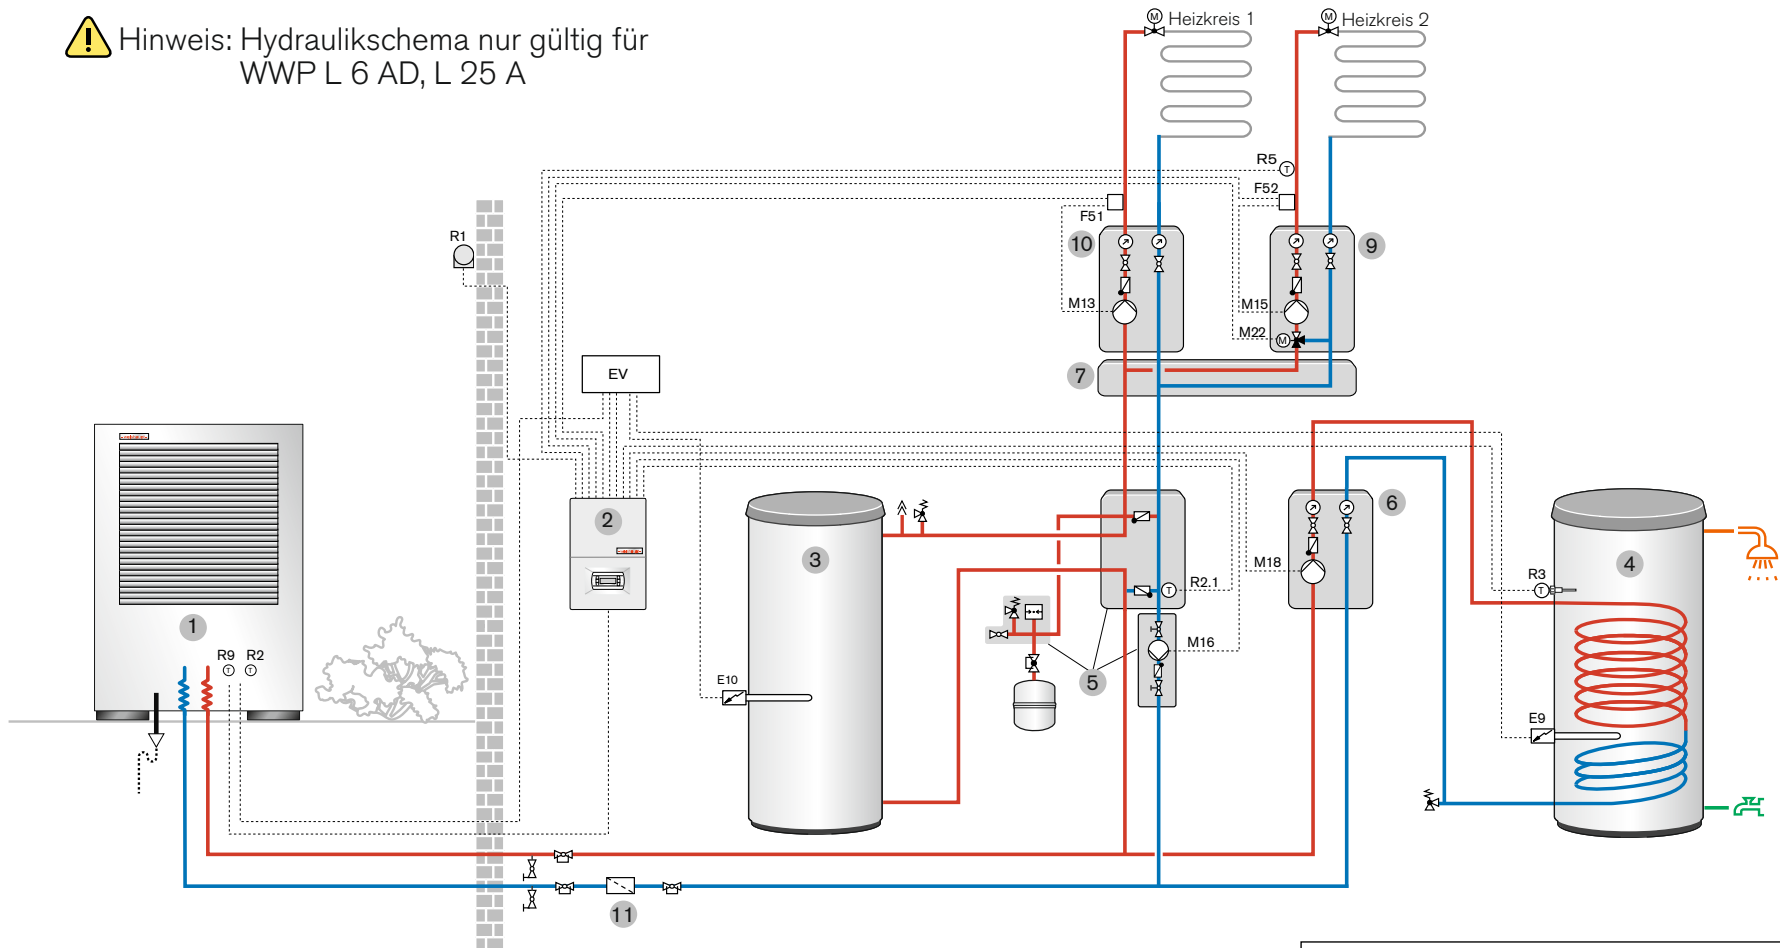 Hinweis: Hydraulikschema nur gültig für
WWP L 6 AD, L 25 A
M Heizkreis 1
M Heizkreis 2
R5 T
F52
F51
R1
10
9
M13
M15
M22 M
EV
7
2
6
3
4
M18
R2.1
T
R3 T
1
M16
R9 R2
T T
5
E10
E9
11